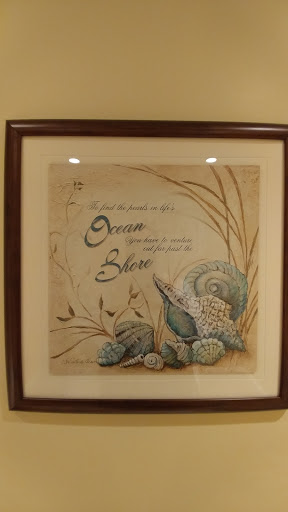 To find the pearls in life's
Ocean
you have to venture
out far past the
Shore